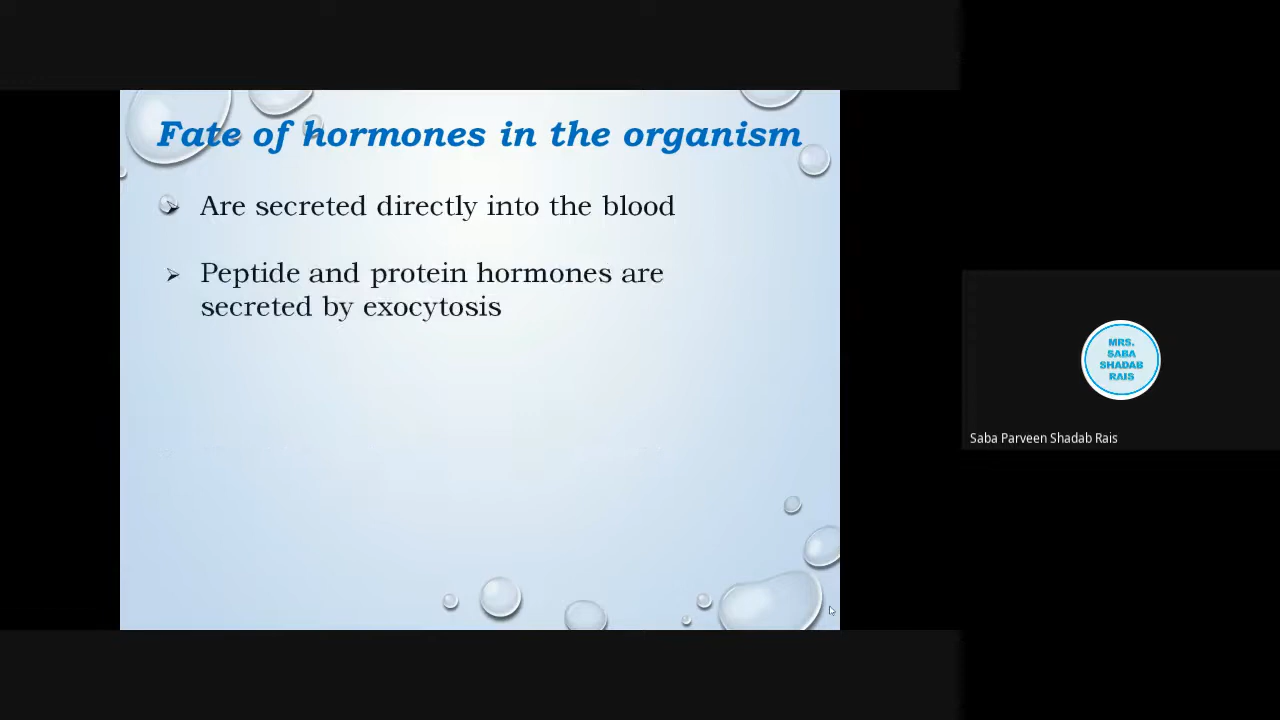 Fate of hormones in the organism
➢ Are secreted directly into the blood
➢ Peptide and protein hormones are
secreted by exocytosis
MRS.
SABA
SHADAB
RAIS
Saba Parveen Shadab Rais